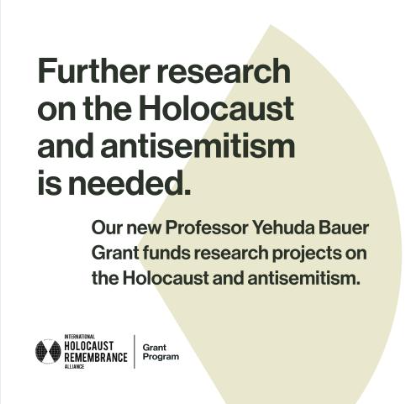 Further research
on the Holocaust
and antisemitism
is needed.
Our new Professor Yehuda Bauer
Grant funds research projects on
the Holocaust and antisemitism.
INTERNATIONAL
HOLOCAUST
REMEMBRANCE
ALLIANCE
Grant
Program